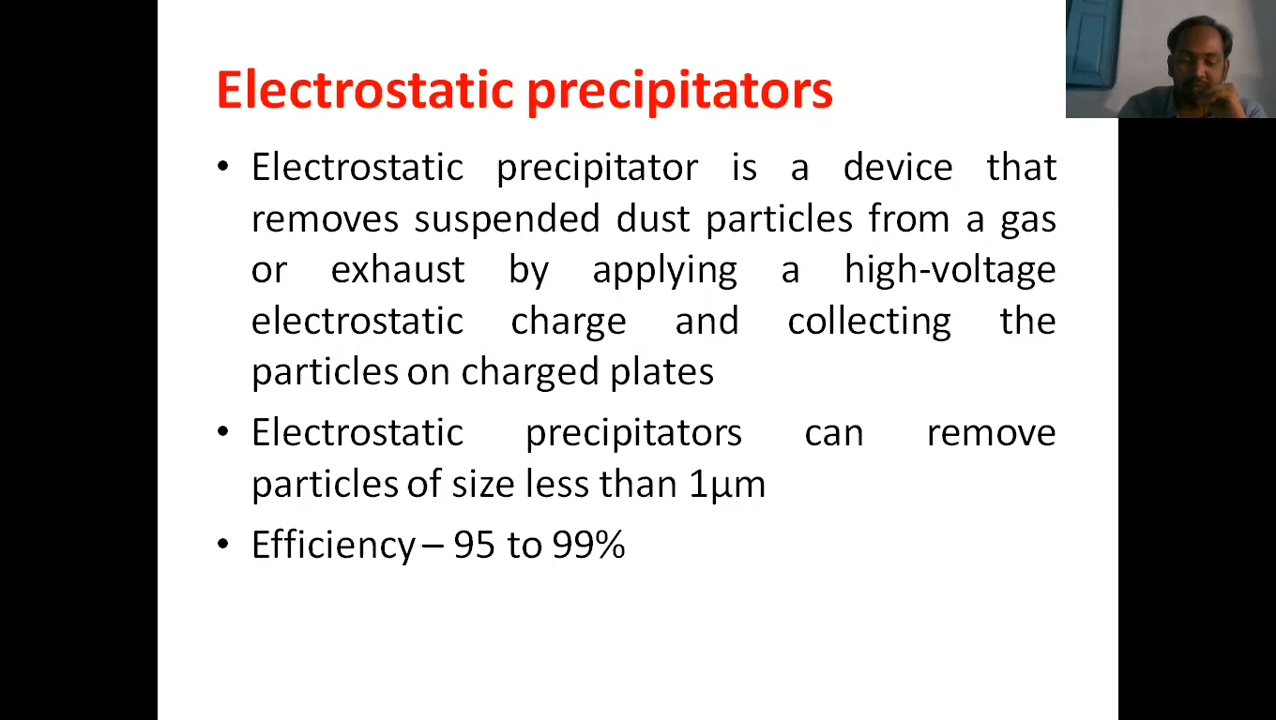 Electrostatic precipitators
• Electrostatic precipitator is a device that
removes suspended dust particles from a gas
or exhaust by applying a high-voltage
electrostatic charge and collecting the
particles on charged plates
• Electrostatic precipitators can remove
particles of size less than 1μm
• Efficiency – 95 to 99%